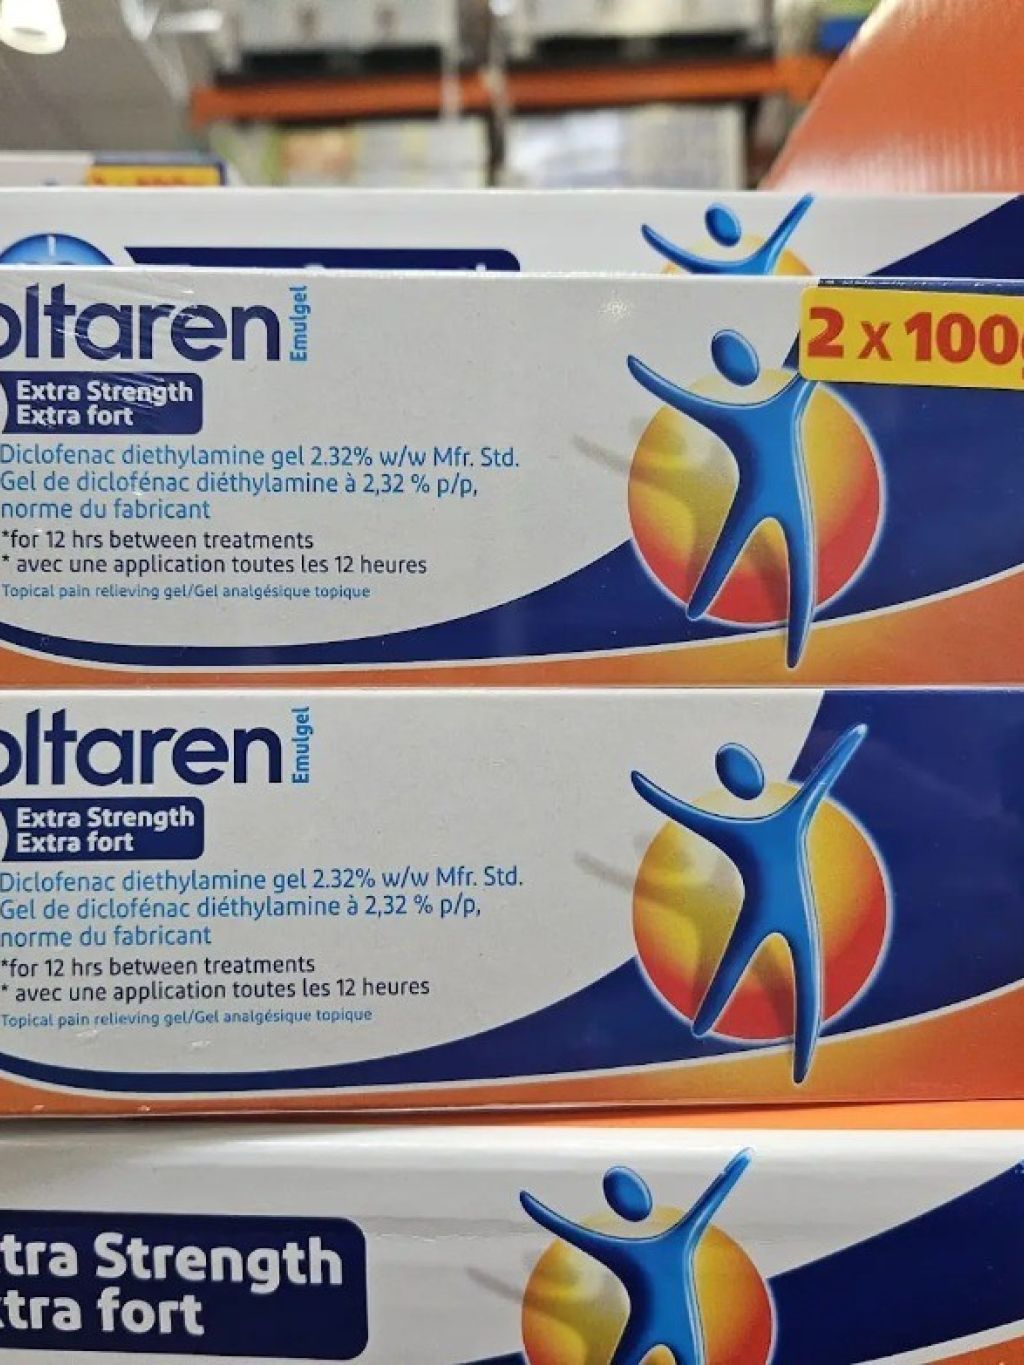 oltaren
Emulgel
2 x 100g
Extra Strength
Extra fort
Diclofenac diethylamine gel 2.32% w/w Mfr. Std.
Gel de diclofénac diéthylamine à 2,32 % p/p,
norme du fabricant
*for 12 hrs between treatments
* avec une application toutes les 12 heures
Topical pain relieving gel/Gel analgésique topique
oltaren
Emulgel
Extra Strength
Extra fort
Diclofenac diethylamine gel 2.32% w/w Mfr. Std.
Gel de diclofénac diéthylamine à 2,32 % p/p,
norme du fabricant
*for 12 hrs between treatments
* avec une application toutes les 12 heures
Topical pain relieving gel/Gel analgésique topique
tra Strength
tra fort